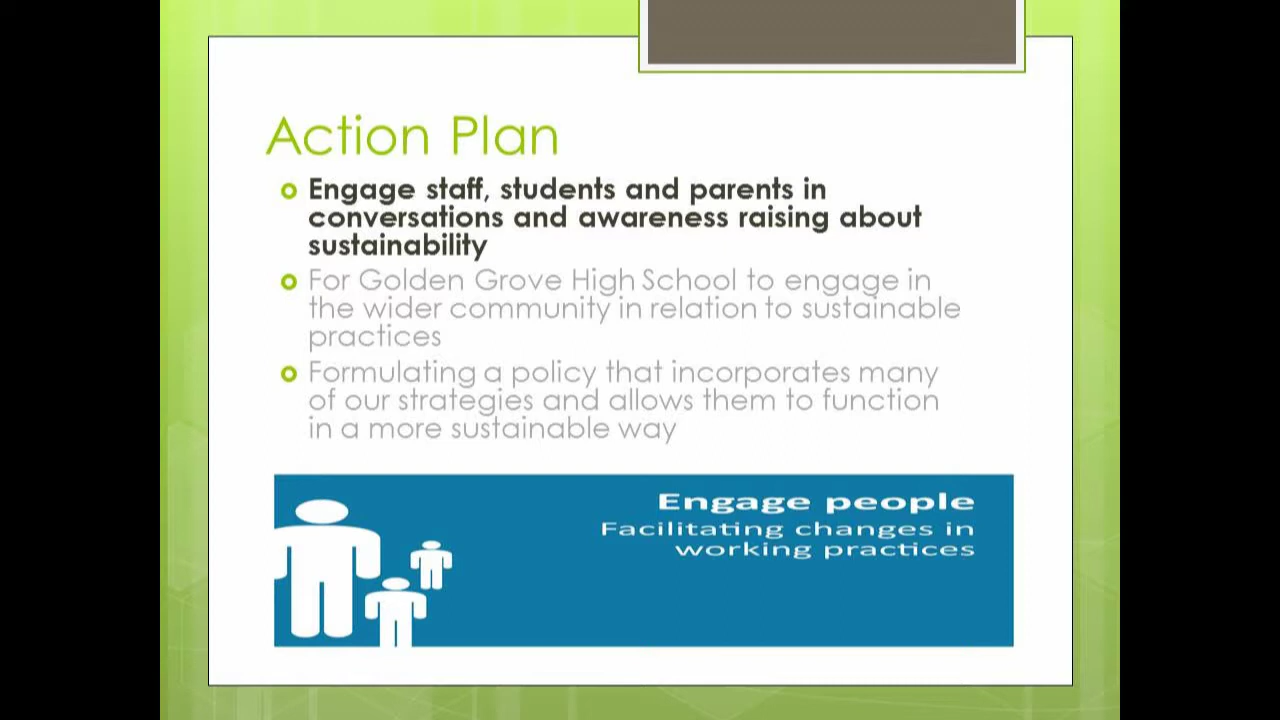 Action Plan
Engage staff, students and parents in
conversations and awareness raising about
sustainability
For Golden Grove High School to engage in
the wider community in relation to sustainable
practices
Formulating a policy that incorporates many
of our strategies and allows them to function
in a more sustainable way
Engage people
Facilitating changes in
working practices